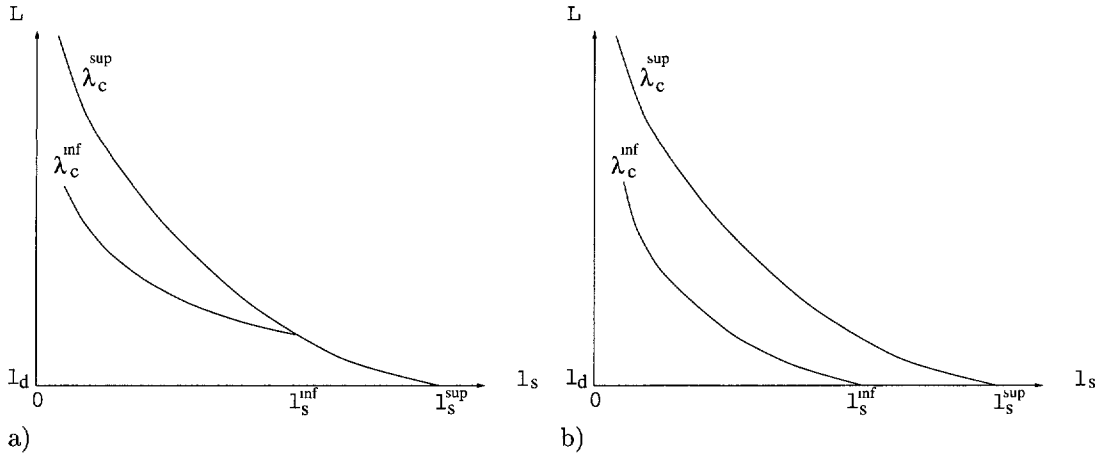 L
λ_c^sup
λ_c^inf
l_d
0
l_s^inf
l_s^sup
l_s
a)
L
λ_c^sup
λ_c^inf
l_d
0
l_s^inf
l_s^sup
l_s
b)